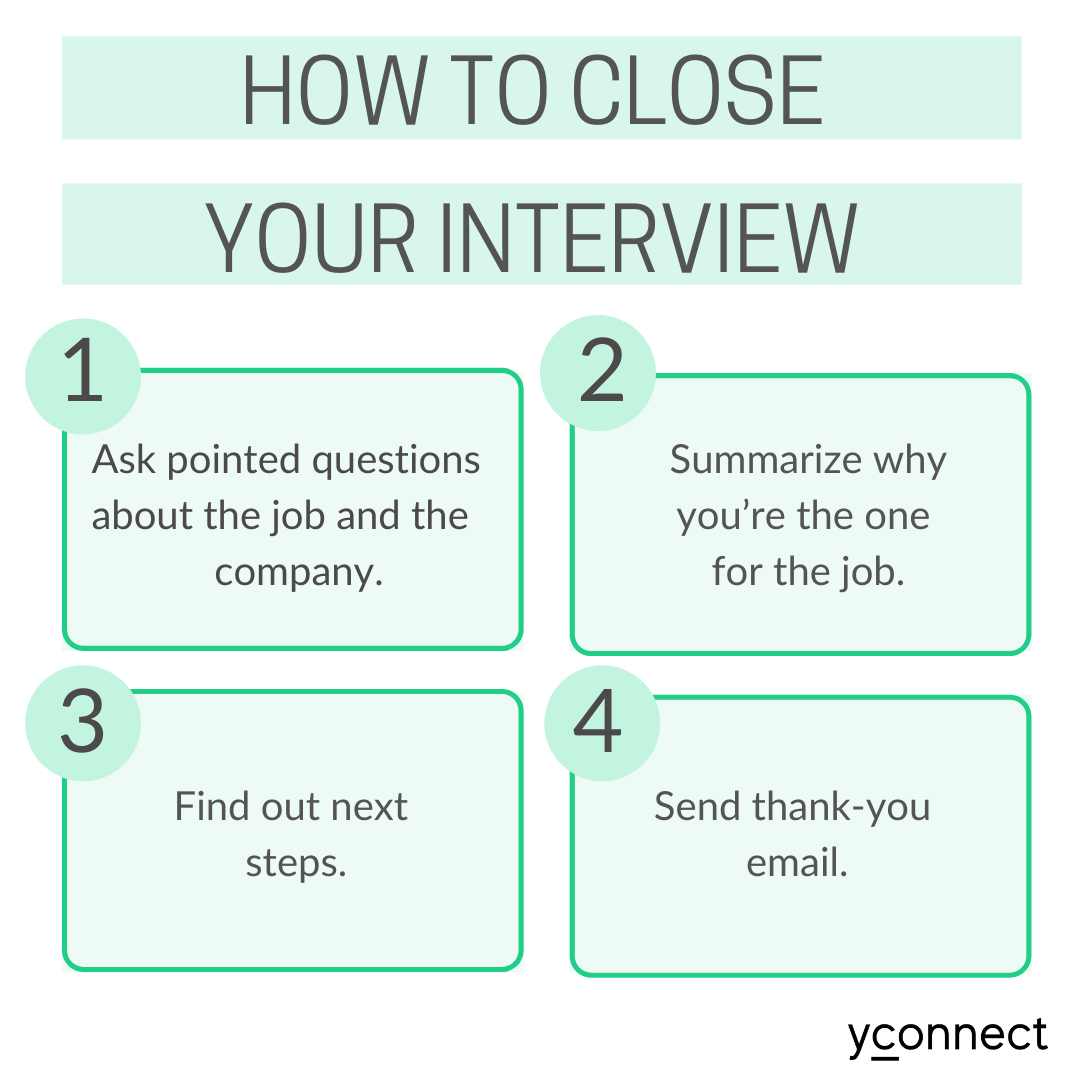 HOW TO CLOSE
YOUR INTERVIEW
1
Ask pointed questions
about the job and the
company.
2
Summarize why
you’re the one
for the job.
3
Find out next
steps.
4
Send thank-you
email.
yconnect